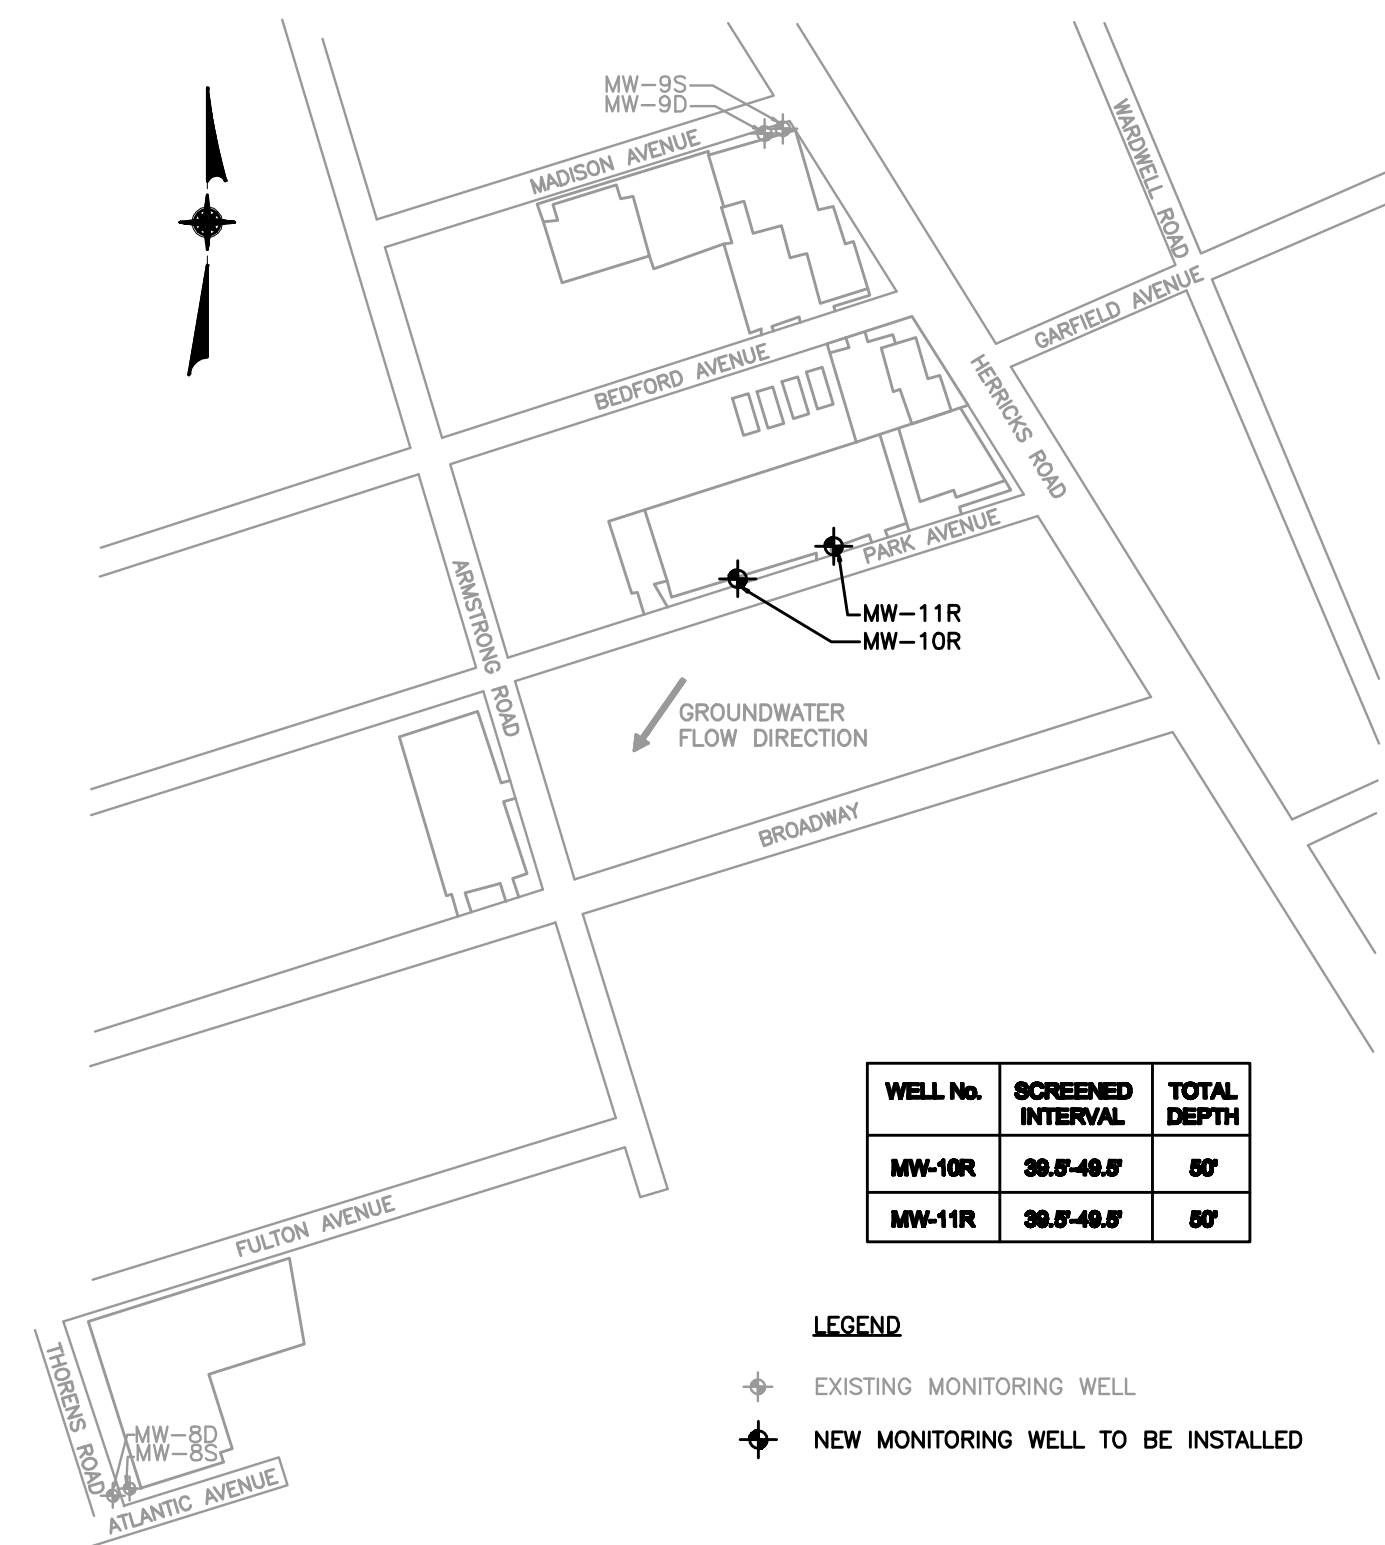 MW-9S
MW-9D
MADISON AVENUE
WARDWELL ROAD
GARFIELD AVENUE
BEDFORD AVENUE
HERRICKS ROAD
PARK AVENUE
ARMSTRONG ROAD
MW-11R
MW-10R
GROUNDWATER
FLOW DIRECTION
BROADWAY
WELL No. SCREENED INTERVAL TOTAL DEPTH
MW-10R 39.5'-49.5' 50'
MW-11R 39.5'-49.5' 50'
FULTON AVENUE
LEGEND
EXISTING MONITORING WELL
NEW MONITORING WELL TO BE INSTALLED
THORENS ROAD
MW-8D
MW-8S
ATLANTIC AVENUE